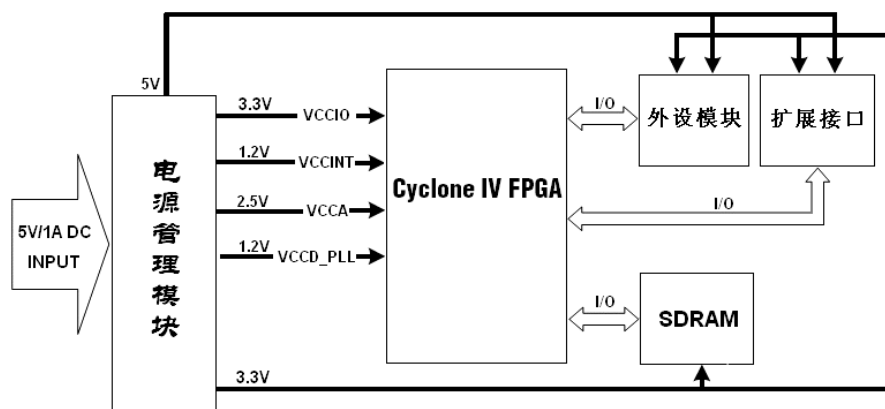 5V
3.3V
VCCIO
1.2V
VCCINT
2.5V
VCCA
1.2V
VCCD_PLL
3.3V
5V/1A DC
INPUT
电源管理模块
Cyclone IV FPGA
I/O
外设模块
扩展接口
I/O
I/O
SDRAM